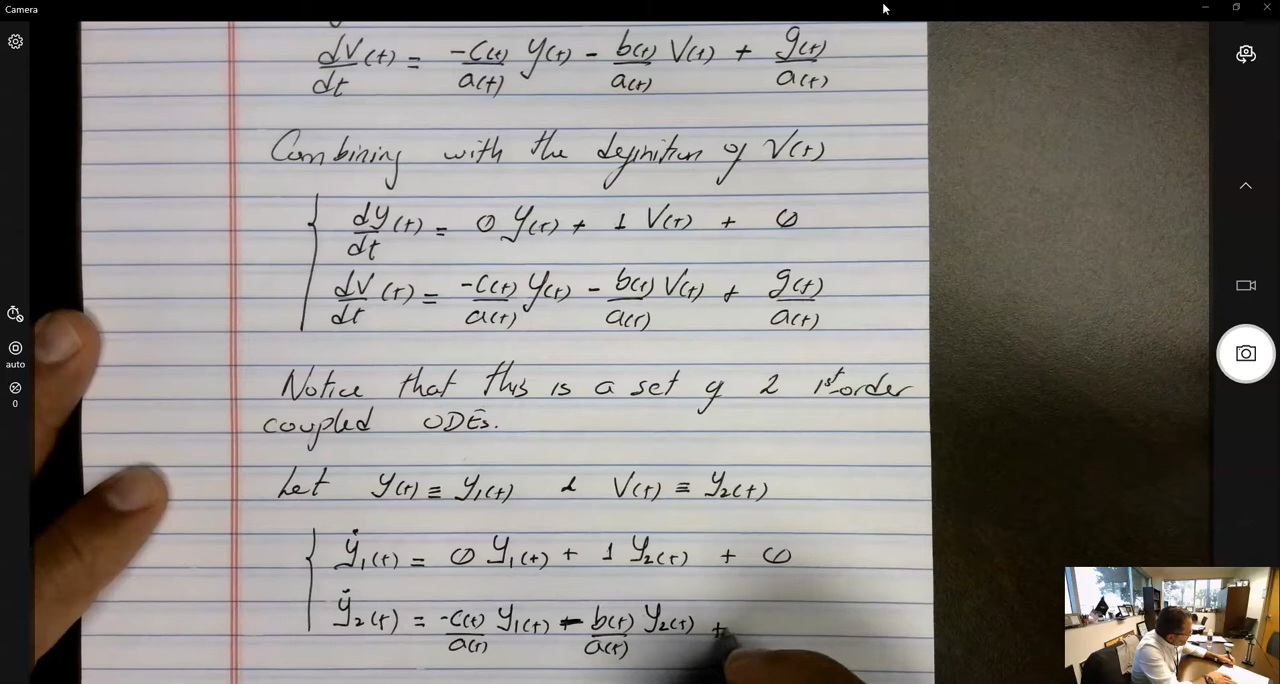 Camera
dV(t)/dt = -c(t)/a(t) y(t) - b(t)/a(t) V(t) + g(t)/a(t)
Combining with the definition of V(t)
dy(t)/dt = 0 y(t) + 1 V(t) + 0
dV(t)/dt = -c(t)/a(t) y(t) - b(t)/a(t) V(t) + g(t)/a(t)
Notice that this is a set of 2 1st order
coupled ODEs.
Let y(t) ≡ y₁(t) & V(t) ≡ y₂(t)
ẏ₁(t) = 0 y₁(t) + 1 y₂(t) + 0
ẏ₂(t) = -c(t)/a(t) y₁(t) - b(t)/a(t) y₂(t) +
auto
0